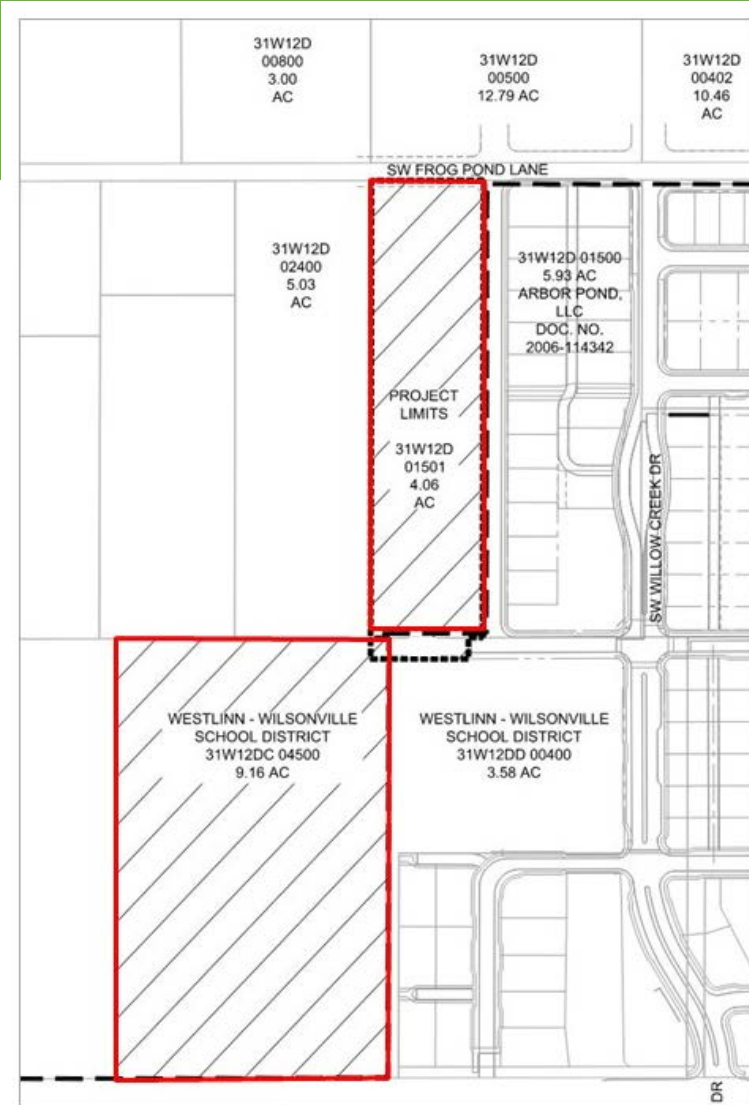 31W12D
00800
3.00
AC
31W12D
00500
12.79 AC
31W12D
00402
10.46
AC
SW FROG POND LANE
31W12D
02400
5.03
AC
31W12D 01500
5.93 AC
ARBOR POND,
LLC
DOC. NO.
2006-114342
PROJECT
LIMITS
31W12D
01501
4.06
AC
SW WILLOW CREEK DR
WESTLINN - WILSONVILLE
SCHOOL DISTRICT
31W12DC 04500
9.16 AC
WESTLINN - WILSONVILLE
SCHOOL DISTRICT
31W12DD 00400
3.58 AC
DR